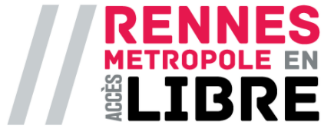 RENNES
METROPOLE EN
ACCÈS
LIBRE